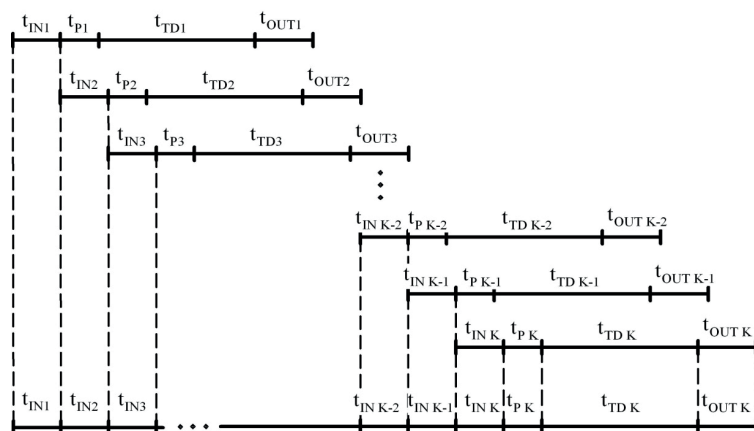 tIN1 tP1 tTD1 tOUT1
tIN2 tP2 tTD2 tOUT2
tIN3 tP3 tTD3 tOUT3
tIN K-2 tP K-2 tTD K-2 tOUT K-2
tIN K-1 tP K-1 tTD K-1 tOUT K-1
tIN K tP K tTD K tOUT K
tIN1 tIN2 tIN3 tIN K-2 tIN K-1 tIN K tP K tTD K tOUT K